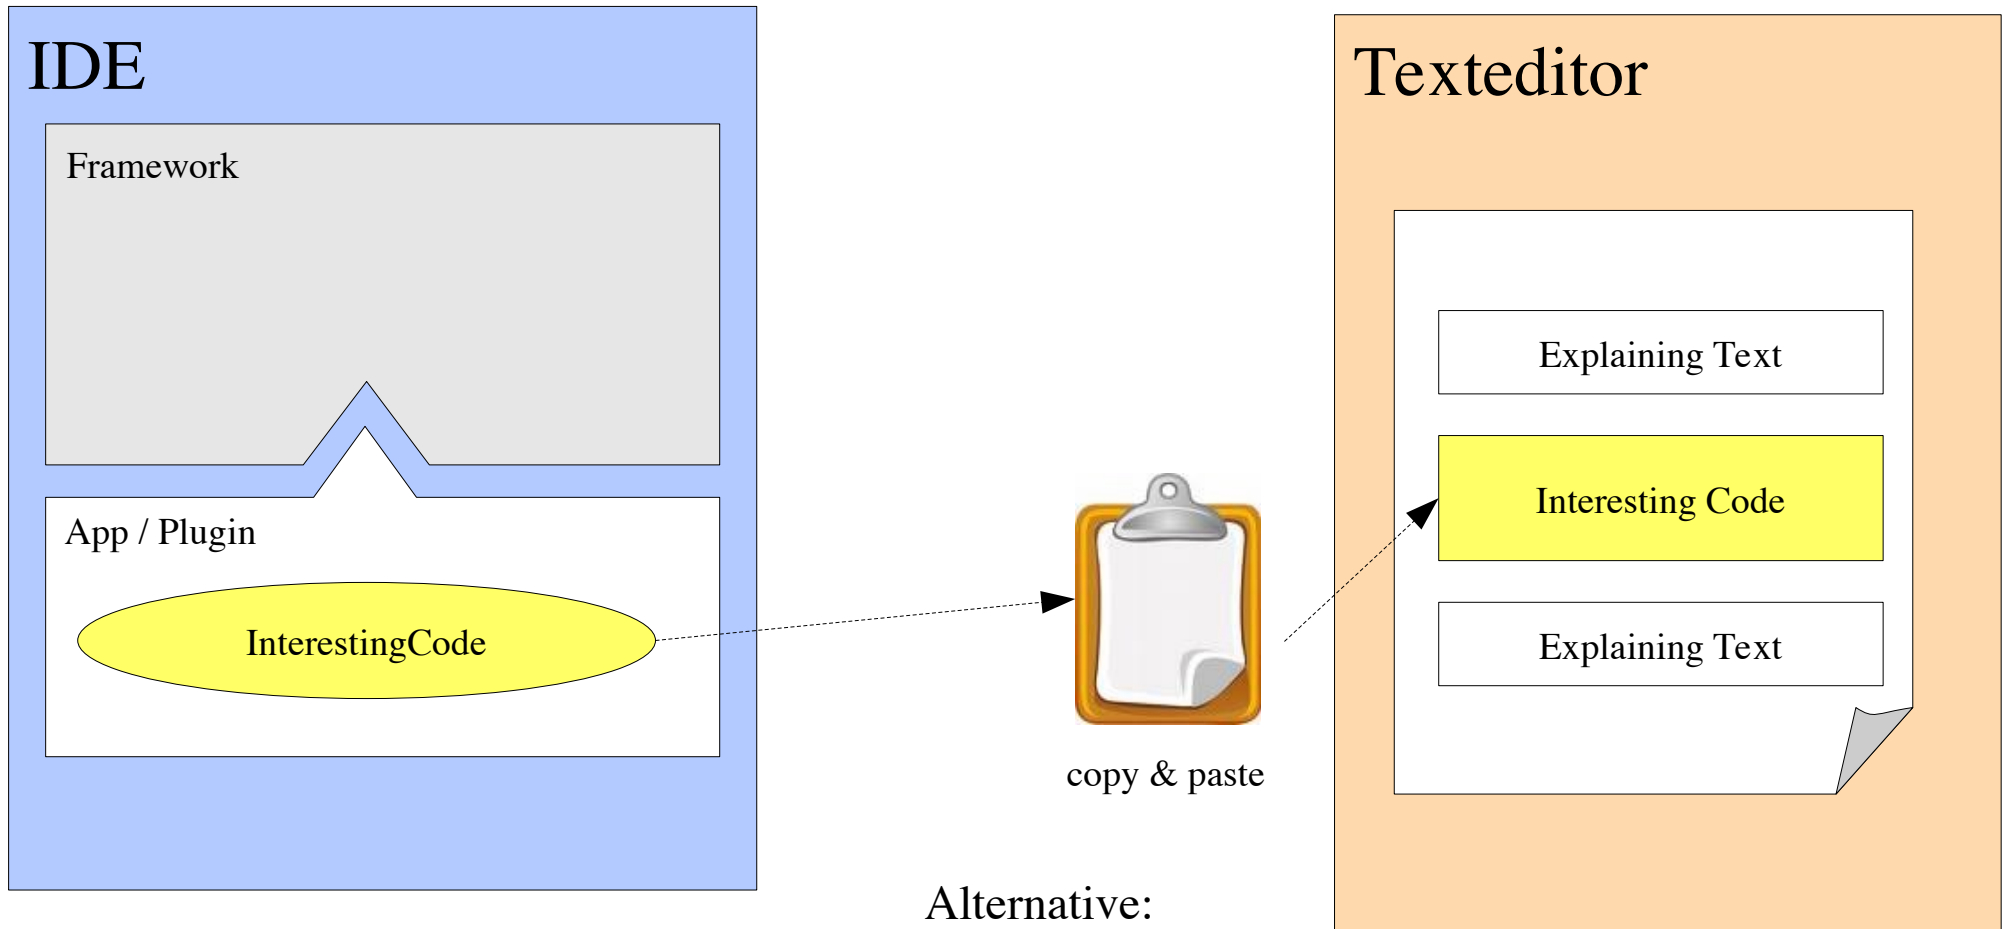 IDE
Framework
App / Plugin
InterestingCode
copy & paste
Alternative:
Texteditor
Explaining Text
Interesting Code
Explaining Text